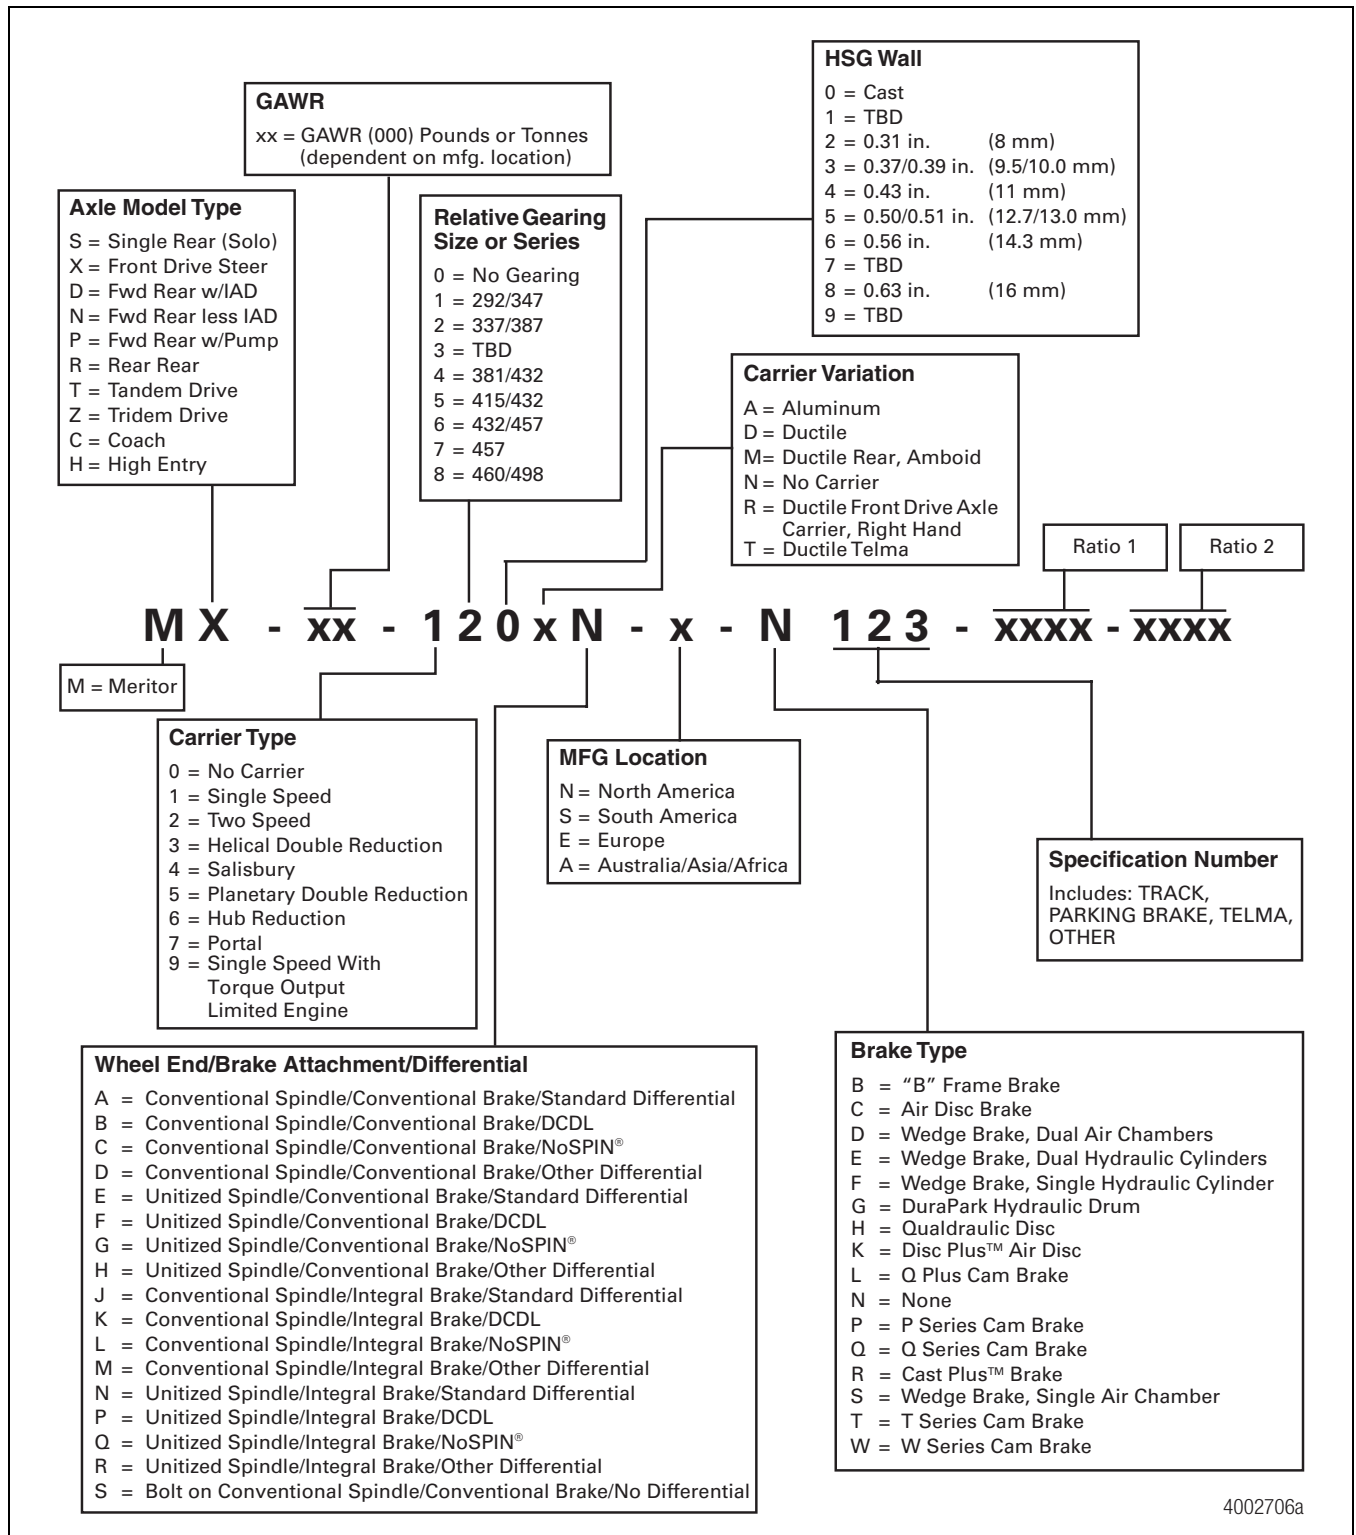 HSG Wall
0 = Cast
1 = TBD
2 = 0.31 in. (8 mm)
3 = 0.37/0.39 in. (9.5/10.0 mm)
4 = 0.43 in. (11 mm)
5 = 0.50/0.51 in. (12.7/13.0 mm)
6 = 0.56 in. (14.3 mm)
7 = TBD
8 = 0.63 in. (16 mm)
9 = TBD
GAWR
xx = GAWR (000) Pounds or Tonnes
(dependent on mfg. location)
Axle Model Type
S = Single Rear (Solo)
X = Front Drive Steer
D = Fwd Rear w/IAD
N = Fwd Rear less IAD
P = Fwd Rear w/Pump
R = Rear Rear
T = Tandem Drive
Z = Tridem Drive
C = Coach
H = High Entry
Relative Gearing
Size or Series
0 = No Gearing
1 = 292/347
2 = 337/387
3 = TBD
4 = 381/432
5 = 415/432
6 = 432/457
7 = 457
8 = 460/498
Carrier Variation
A = Aluminum
D = Ductile
M= Ductile Rear, Amboid
N = No Carrier
R = Ductile Front Drive Axle
Carrier, Right Hand
T = Ductile Telma
Ratio 1
Ratio 2
M X - xx - 1 2 0 x N - x - N 1 2 3 - xxxx - xxxx
M = Meritor
Carrier Type
0 = No Carrier
1 = Single Speed
2 = Two Speed
3 = Helical Double Reduction
4 = Salisbury
5 = Planetary Double Reduction
6 = Hub Reduction
7 = Portal
9 = Single Speed With
Torque Output
Limited Engine
MFG Location
N = North America
S = South America
E = Europe
A = Australia/Asia/Africa
Specification Number
Includes: TRACK,
PARKING BRAKE, TELMA,
OTHER
Wheel End/Brake Attachment/Differential
A = Conventional Spindle/Conventional Brake/Standard Differential
B = Conventional Spindle/Conventional Brake/DCDL
C = Conventional Spindle/Conventional Brake/NoSPIN®
D = Conventional Spindle/Conventional Brake/Other Differential
E = Unitized Spindle/Conventional Brake/Standard Differential
F = Unitized Spindle/Conventional Brake/DCDL
G = Unitized Spindle/Conventional Brake/NoSPIN®
H = Unitized Spindle/Conventional Brake/Other Differential
J = Conventional Spindle/Integral Brake/Standard Differential
K = Conventional Spindle/Integral Brake/DCDL
L = Conventional Spindle/Integral Brake/NoSPIN®
M = Conventional Spindle/Integral Brake/Other Differential
N = Unitized Spindle/Integral Brake/Standard Differential
P = Unitized Spindle/Integral Brake/DCDL
Q = Unitized Spindle/Integral Brake/NoSPIN®
R = Unitized Spindle/Integral Brake/Other Differential
S = Bolt on Conventional Spindle/Conventional Brake/No Differential
Brake Type
B = “B” Frame Brake
C = Air Disc Brake
D = Wedge Brake, Dual Air Chambers
E = Wedge Brake, Dual Hydraulic Cylinders
F = Wedge Brake, Single Hydraulic Cylinder
G = DuraPark Hydraulic Drum
H = Qualdraulic Disc
K = Disc Plus™ Air Disc
L = Q Plus Cam Brake
N = None
P = P Series Cam Brake
Q = Q Series Cam Brake
R = Cast Plus™ Brake
S = Wedge Brake, Single Air Chamber
T = T Series Cam Brake
W = W Series Cam Brake
4002706a